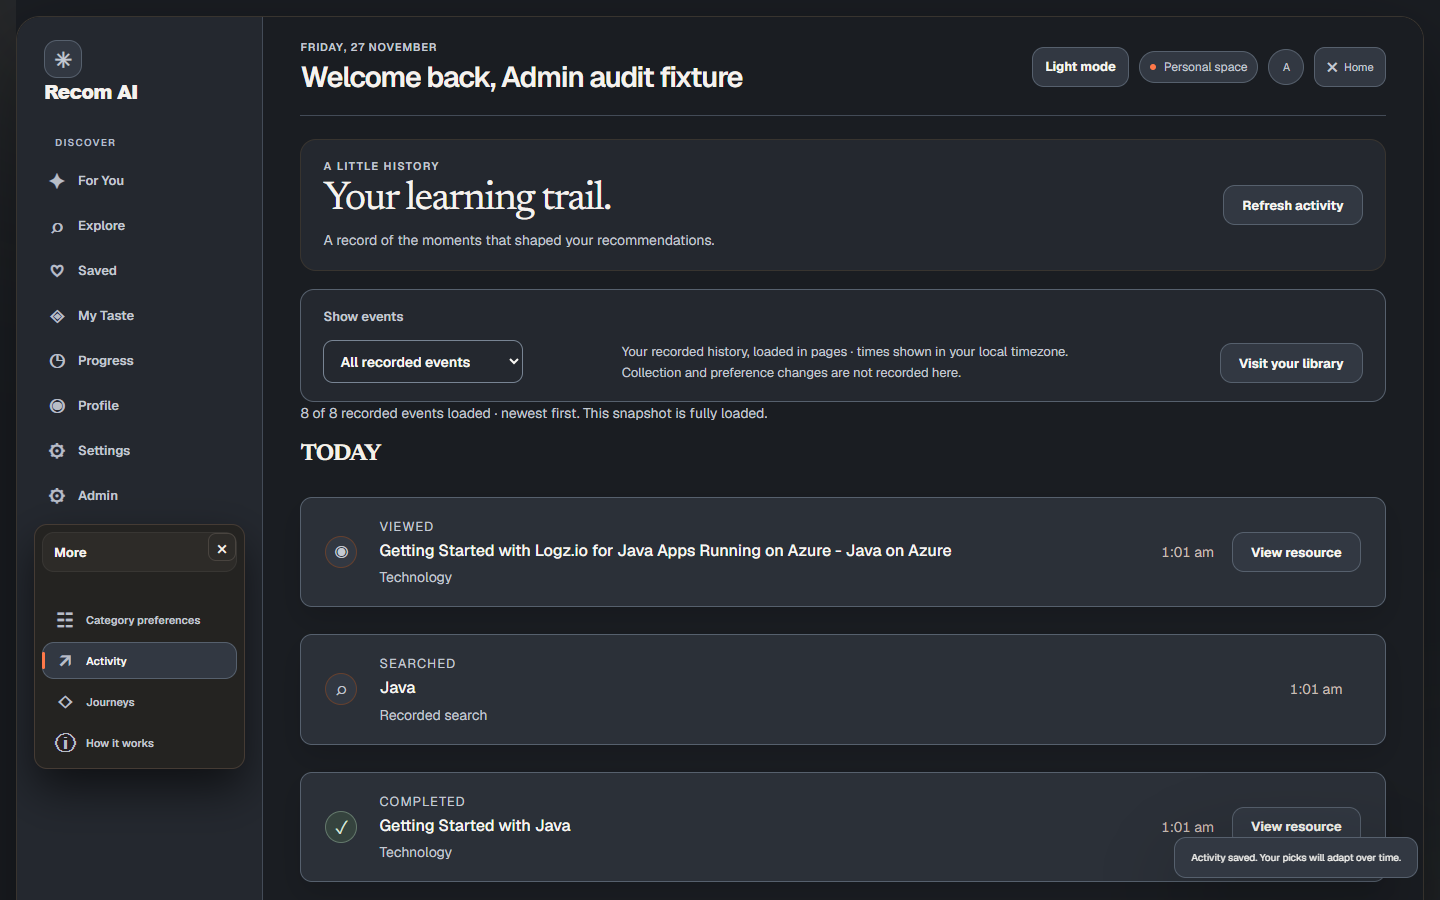 Recom AI
DISCOVER
For You
Explore
Saved
My Taste
Progress
Profile
Settings
Admin
More
Category preferences
Activity
Journeys
How it works
FRIDAY, 27 NOVEMBER
Welcome back, Admin audit fixture
Light mode
Personal space
A
Home
A LITTLE HISTORY
Your learning trail.
A record of the moments that shaped your recommendations.
Refresh activity
Show events
All recorded events
Your recorded history, loaded in pages · times shown in your local timezone.
Collection and preference changes are not recorded here.
Visit your library
8 of 8 recorded events loaded · newest first. This snapshot is fully loaded.
TODAY
VIEWED
Getting Started with Logz.io for Java Apps Running on Azure - Java on Azure
Technology
1:01 am
View resource
SEARCHED
Java
Recorded search
1:01 am
COMPLETED
Getting Started with Java
Technology
1:01 am
View resource
Activity saved. Your picks will adapt over time.